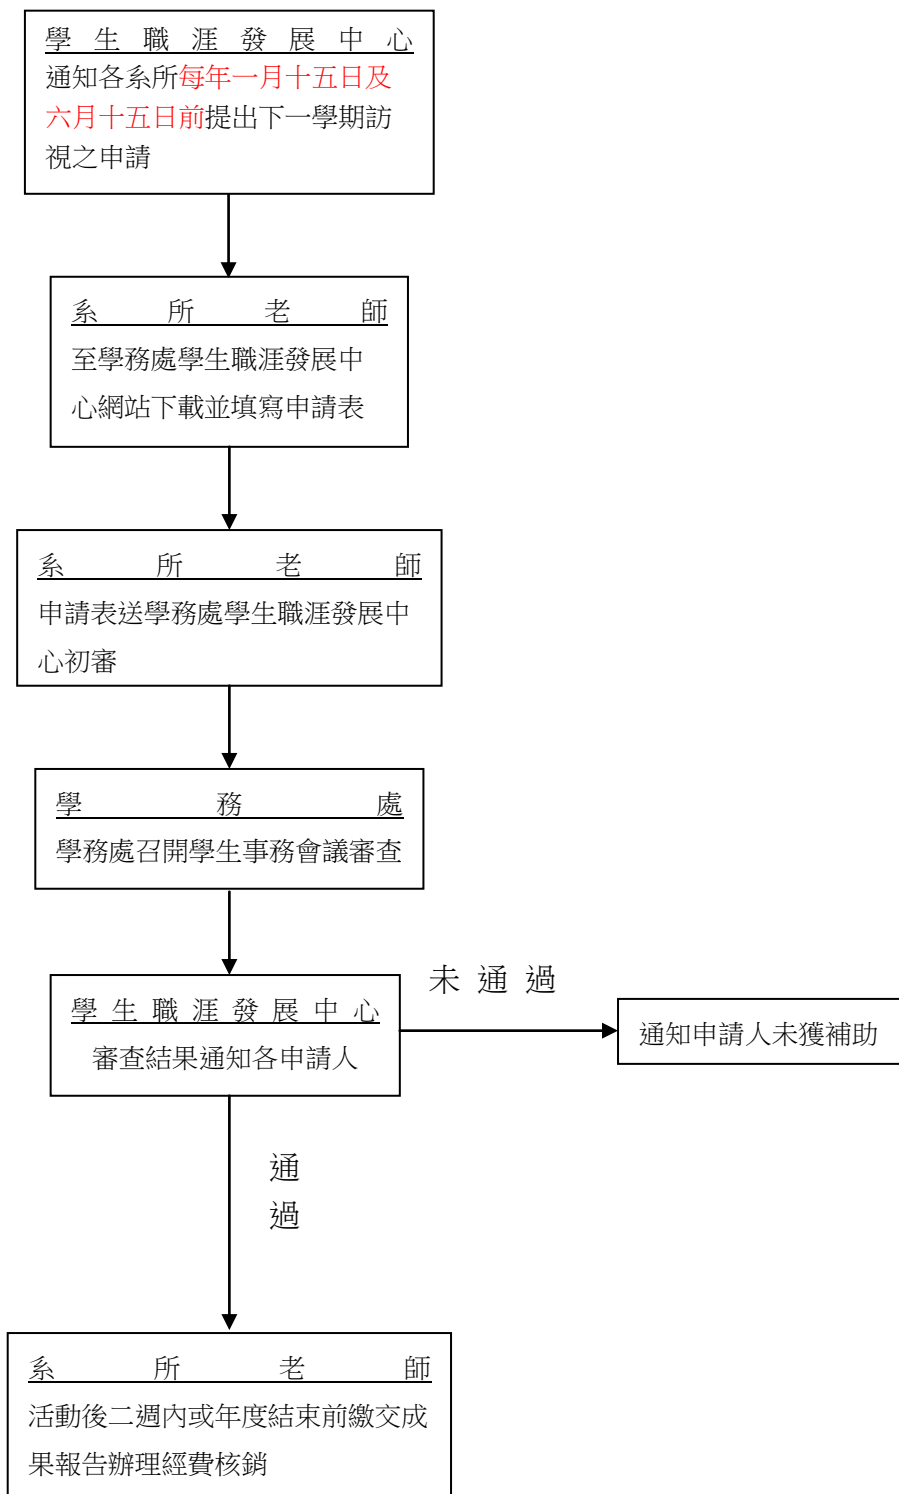 學生職涯發展中心
通知各系所每年一月十五日及
六月十五日前提出下一學期訪
視之申請
系所老師
至學務處學生職涯發展中
心網站下載並填寫申請表
系所老師
申請表送學務處學生職涯發展中
心初審
學務處
學務處召開學生事務會議審查
學生職涯發展中心
審查結果通知各申請人
未通過
通知申請人未獲補助
通
過
系所老師
活動後二週內或年度結束前繳交成
果報告辦理經費核銷